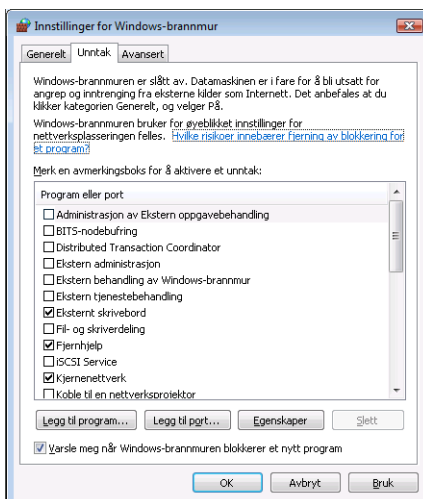 Innstillinger for Windows-brannmur
Generelt Unntak Avansert
Windows-brannmuren er slått av. Datamaskinen er i fare for å bli utsatt for
angrep og inntrenging fra eksterne kilder som Internett. Det anbefales at du
klikker kategorien Generelt, og velger På.
Windows-brannmuren bruker for øyeblikket innstillinger for
nettverksplasseringen felles. Hvilke risikoer innebærer fjerning av blokkering for
et program?
Merk en avmerkingsboks for å aktivere et unntak:
Program eller port
Administrasjon av Ekstern oppgavebehandling
BITS-nodebufring
Distributed Transaction Coordinator
Ekstern administrasjon
Ekstern behandling av Windows-brannmur
Ekstern tjenestebehandling
Eksternt skrivebord
Fil- og skriverdeling
Fjernhjelp
iSCSI Service
Kjernenettverk
Koble til en nettverksprojektor
Legg til program... Legg til port... Egenskaper Slett
Varsle meg når Windows-brannmuren blokkerer et nytt program
OK Avbryt Bruk